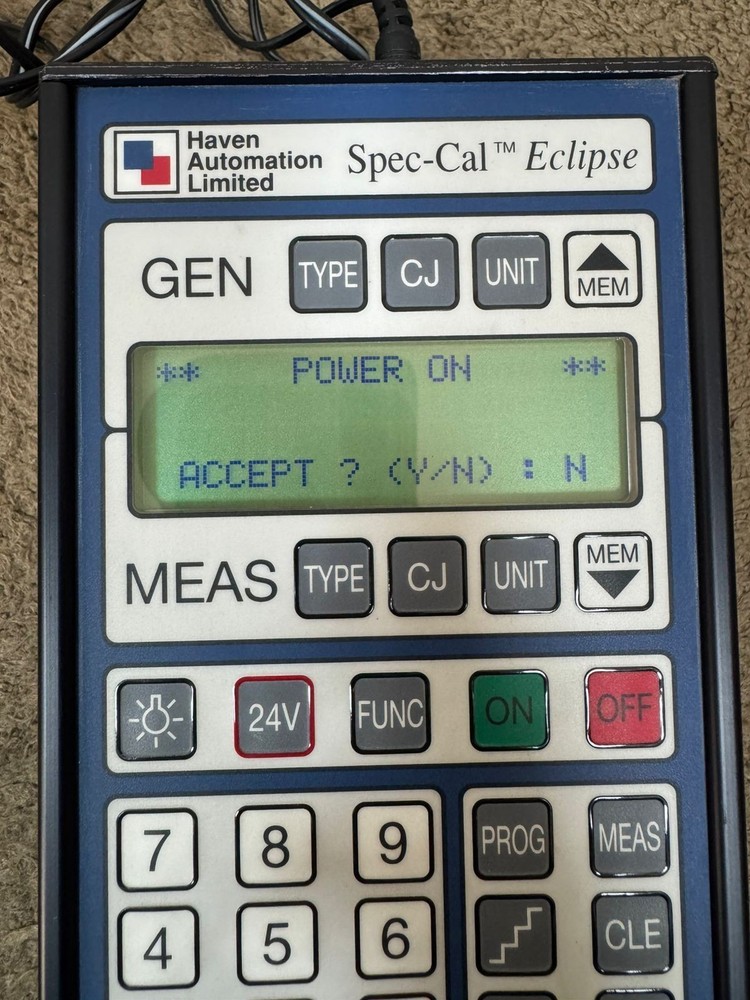 Haven
Automation
Limited
Spec-Cal™ Eclipse
GEN TYPE CJ UNIT MEM
** POWER ON **
ACCEPT ? (Y/N) : N
MEAS TYPE CJ UNIT MEM
24V FUNC ON OFF
7 8 9 PROG MEAS
4 5 6 CLE